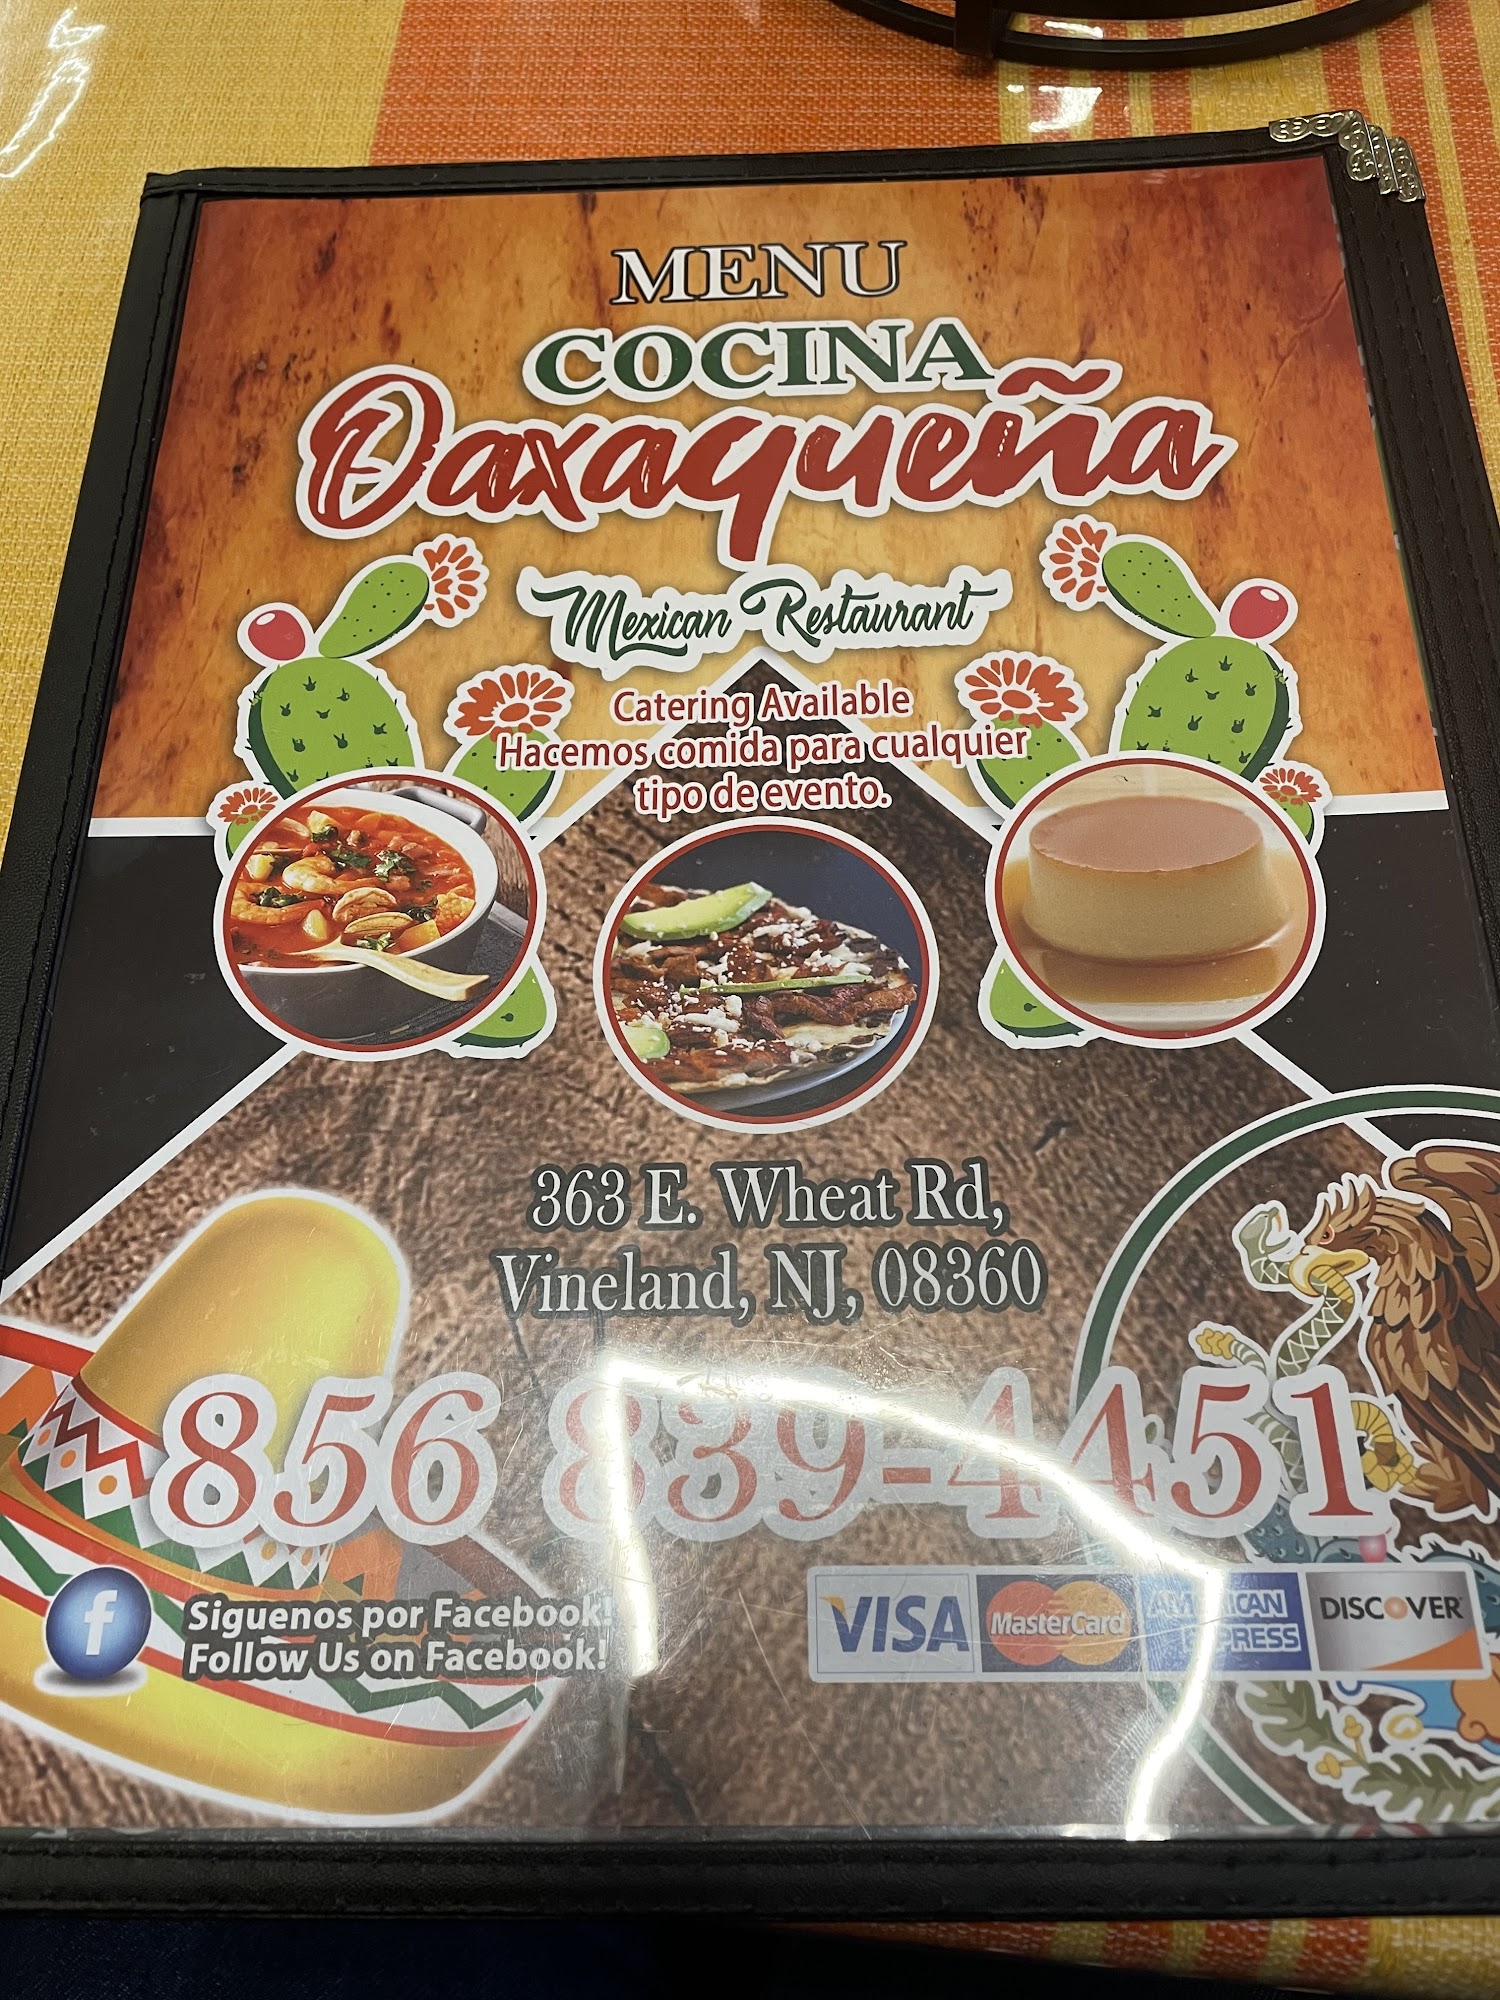 MENU
COCINA
Oaxaqueña
Mexican Restaurant
Catering Available
Hacemos comida para cualquier
tipo de evento.
363 E. Wheat Rd,
Vineland, NJ, 08360
856 839-4451
f
Siguenos por Facebook!
Follow Us on Facebook!
VISA MasterCard AMERICAN EXPRESS DISCOVER